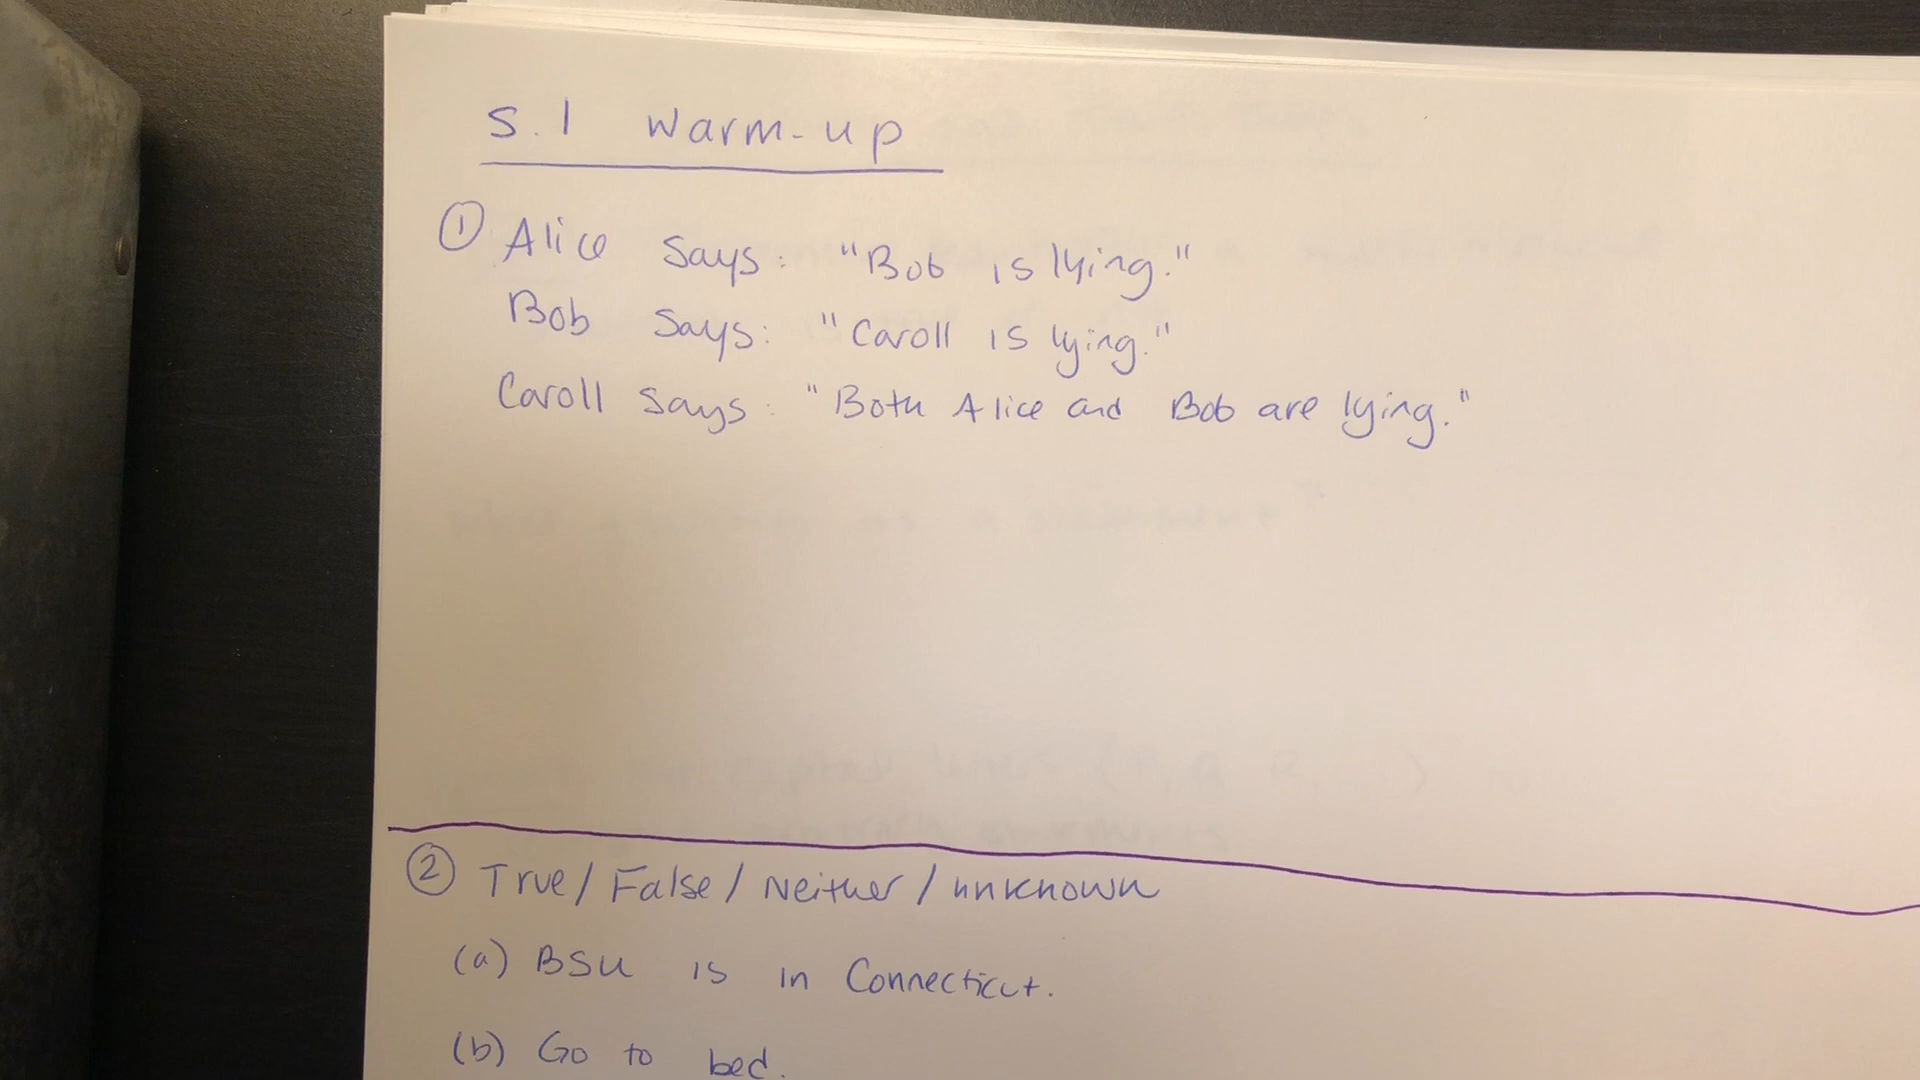 S.1 Warm-up
① Alice says: "Bob is lying."
Bob says: "Caroll is lying."
Caroll says: "Both Alice and Bob are lying."
② True/False/Neither/unknown
(a) BSU is in Connecticut.
(b) Go to bed.